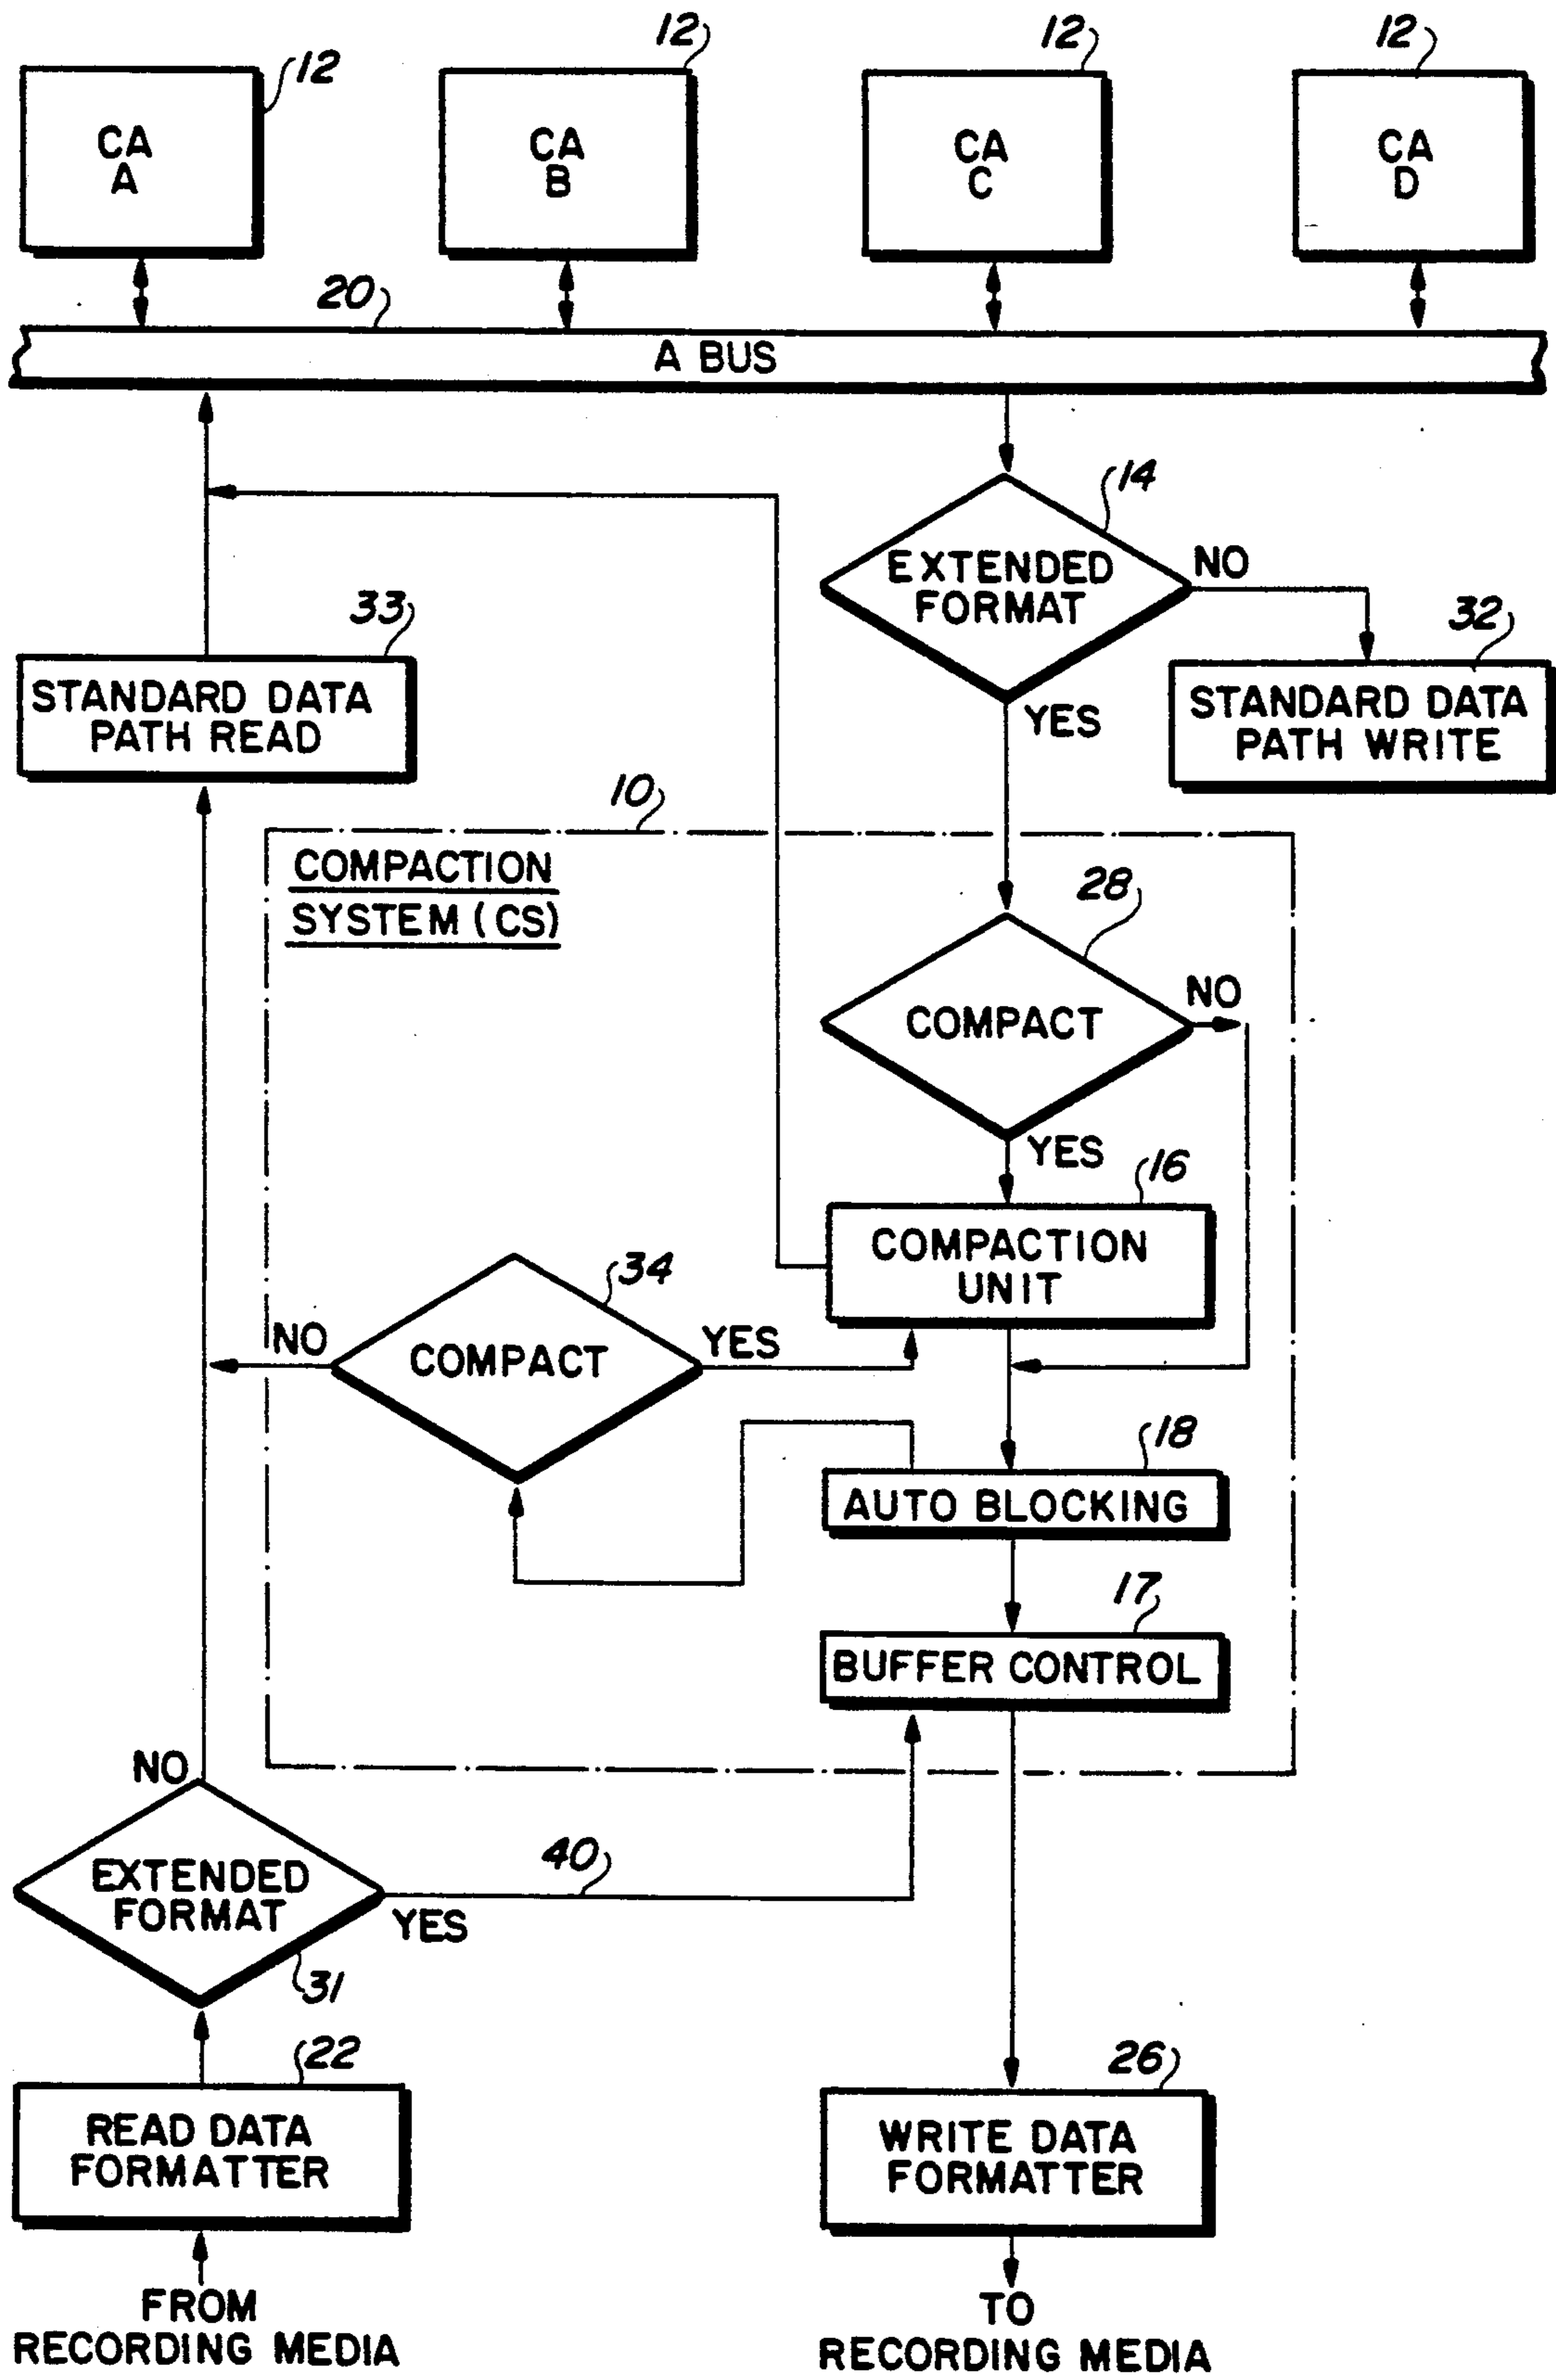 12
12
12
12
CA
A
CA
B
CA
C
CA
D
20
A BUS
14
EXTENDED
FORMAT
NO
YES
33
STANDARD DATA
PATH READ
32
STANDARD DATA
PATH WRITE
10
COMPACTION
SYSTEM (CS)
28
COMPACT
NO
YES
16
COMPACTION
UNIT
34
COMPACT
NO
YES
18
AUTO BLOCKING
17
BUFFER CONTROL
NO
EXTENDED
FORMAT
YES
40
31
22
READ DATA
FORMATTER
26
WRITE DATA
FORMATTER
FROM
RECORDING MEDIA
TO
RECORDING MEDIA